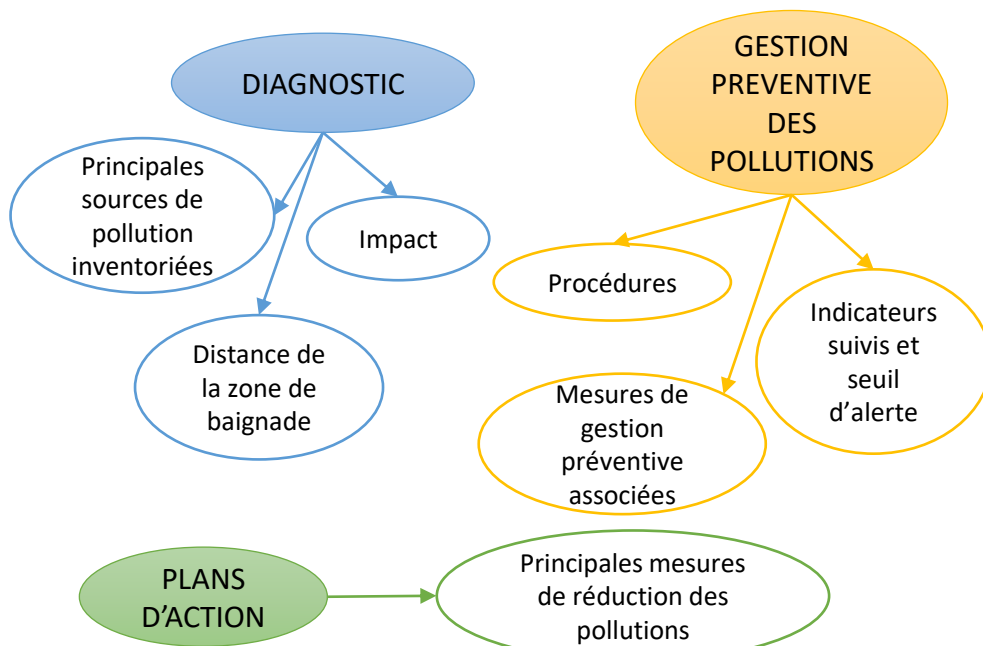 DIAGNOSTIC
Principales
sources de
pollution
inventoriées
Impact
Distance de
la zone de
baignade
GESTION
PREVENTIVE
DES
POLLUTIONS
Procédures
Mesures de
gestion
préventive
associées
Indicateurs
suivis et
seuil
d’alerte
PLANS
D’ACTION
Principales mesures
de réduction des
pollutions